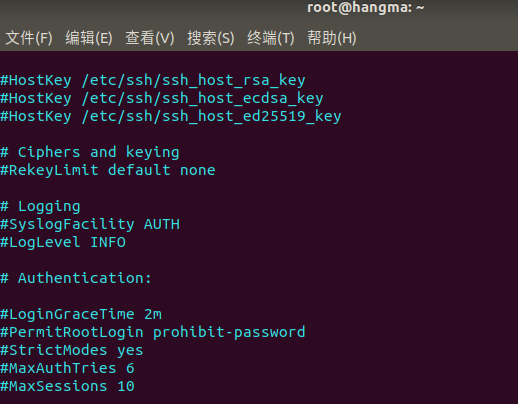 root@hangma: ~
文件(F) 编辑(E) 查看(V) 搜索(S) 终端(T) 帮助(H)
#HostKey /etc/ssh/ssh_host_rsa_key
#HostKey /etc/ssh/ssh_host_ecdsa_key
#HostKey /etc/ssh/ssh_host_ed25519_key
# Ciphers and keying
#RekeyLimit default none
# Logging
#SyslogFacility AUTH
#LogLevel INFO
# Authentication:
#LoginGraceTime 2m
#PermitRootLogin prohibit-password
#StrictModes yes
#MaxAuthTries 6
#MaxSessions 10